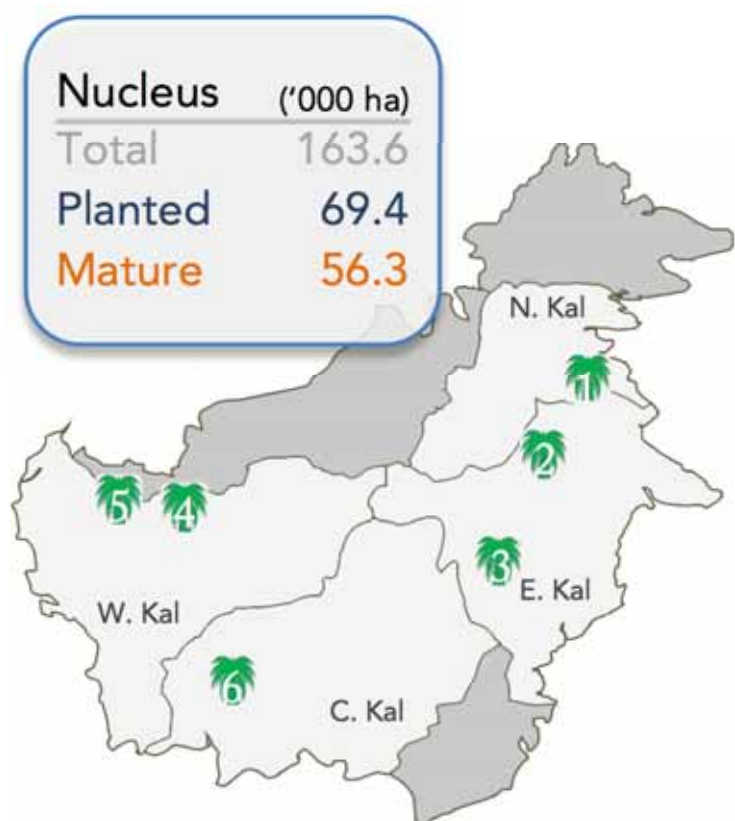 Nucleus ('000 ha)
Total 163.6
Planted 69.4
Mature 56.3
N. Kal
1
2
5
4
3
E. Kal
W. Kal
6
C. Kal